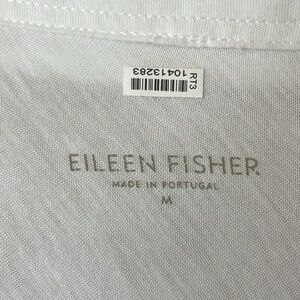 RT3
10413283
EILEEN FISHER
MADE IN PORTUGAL
M